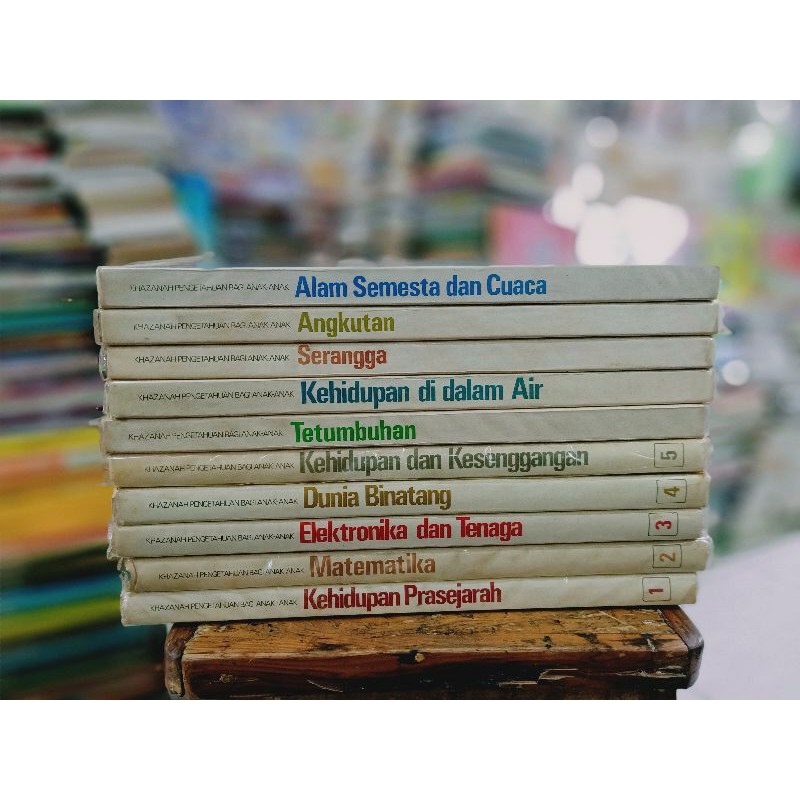 KHAZANAH PENGETAHUAN BAGI ANAK-ANAK Alam Semesta dan Cuaca
KHAZANAH PENGETAHUAN BAGI ANAK-ANAK Angkutan
KHAZANAH PENGETAHUAN BAGI ANAK-ANAK Serangga
KHAZANAH PENGETAHUAN BAGI ANAK-ANAK Kehidupan di dalam Air
KHAZANAH PENGETAHUAN BAGI ANAK-ANAK Tetumbuhan
KHAZANAH PENGETAHUAN BAGI ANAK-ANAK Kehidupan dan Kesenggangan 5
KHAZANAH PENGETAHUAN BAGI ANAK-ANAK Dunia Binatang 4
KHAZANAH PENGETAHUAN BAGI ANAK-ANAK Elektronika dan Tenaga 3
KHAZANAH PENGETAHUAN BAGI ANAK-ANAK Matematika 2
KHAZANAH PENGETAHUAN BAGI ANAK-ANAK Kehidupan Prasejarah 1